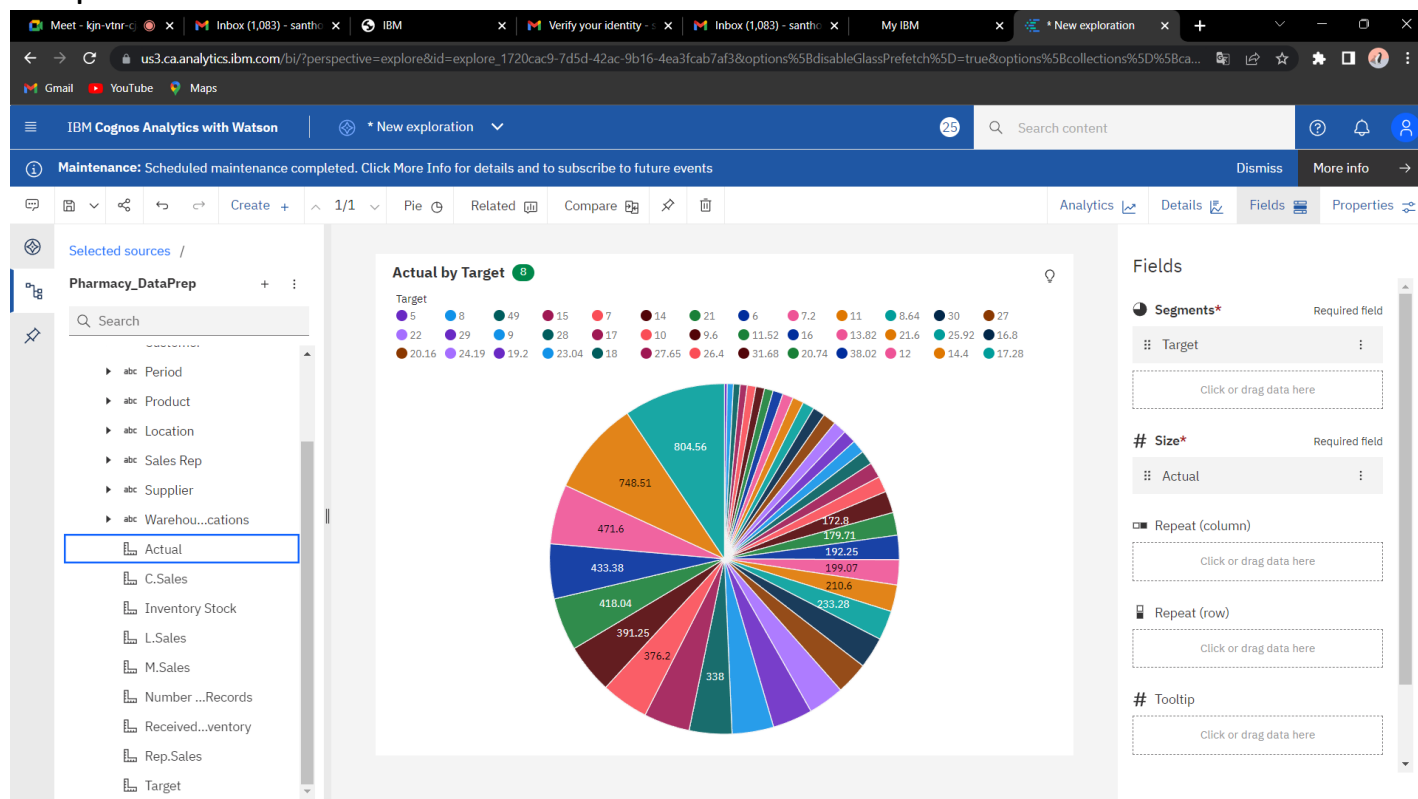 Meet - kjn-vtnr-cj
Inbox (1,083) - santho
IBM
Verify your identity - s
Inbox (1,083) - santho
My IBM
* New exploration
us3.ca.analytics.ibm.com/bi/?perspective=explore&id=explore_1720cac9-7d5d-42ac-9b16-4ea3fcab7af3&options%5BdisableGlassPrefetch%5D=true&options%5Bcollections%5D%5Bca...
Gmail YouTube Maps
IBM Cognos Analytics with Watson
* New exploration
25
Search content
Maintenance: Scheduled maintenance completed. Click More Info for details and to subscribe to future events
Dismiss
More info
Create + 1/1 Pie Related Compare
Analytics Details Fields Properties
Selected sources /
Pharmacy_DataPrep
Search
abc Period
abc Product
abc Location
abc Sales Rep
abc Supplier
abc Warehou...cations
Actual
C.Sales
Inventory Stock
L.Sales
M.Sales
Number ...Records
Received...ventory
Rep.Sales
Target
Actual by Target 8
Target
5 8 49 15 7 14 21 6 7.2 11 8.64 30 27
22 29 9 28 17 10 9.6 11.52 16 13.82 21.6 25.92 16.8
20.16 24.19 19.2 23.04 18 27.65 26.4 31.68 20.74 38.02 12 14.4 17.28
804.56
748.51
471.6
433.38
418.04
391.25
376.2
338
172.8
179.71
192.25
199.07
210.6
233.28
Fields
Segments* Required field
Target
Click or drag data here
# Size* Required field
Actual
Repeat (column)
Click or drag data here
Repeat (row)
Click or drag data here
# Tooltip
Click or drag data here